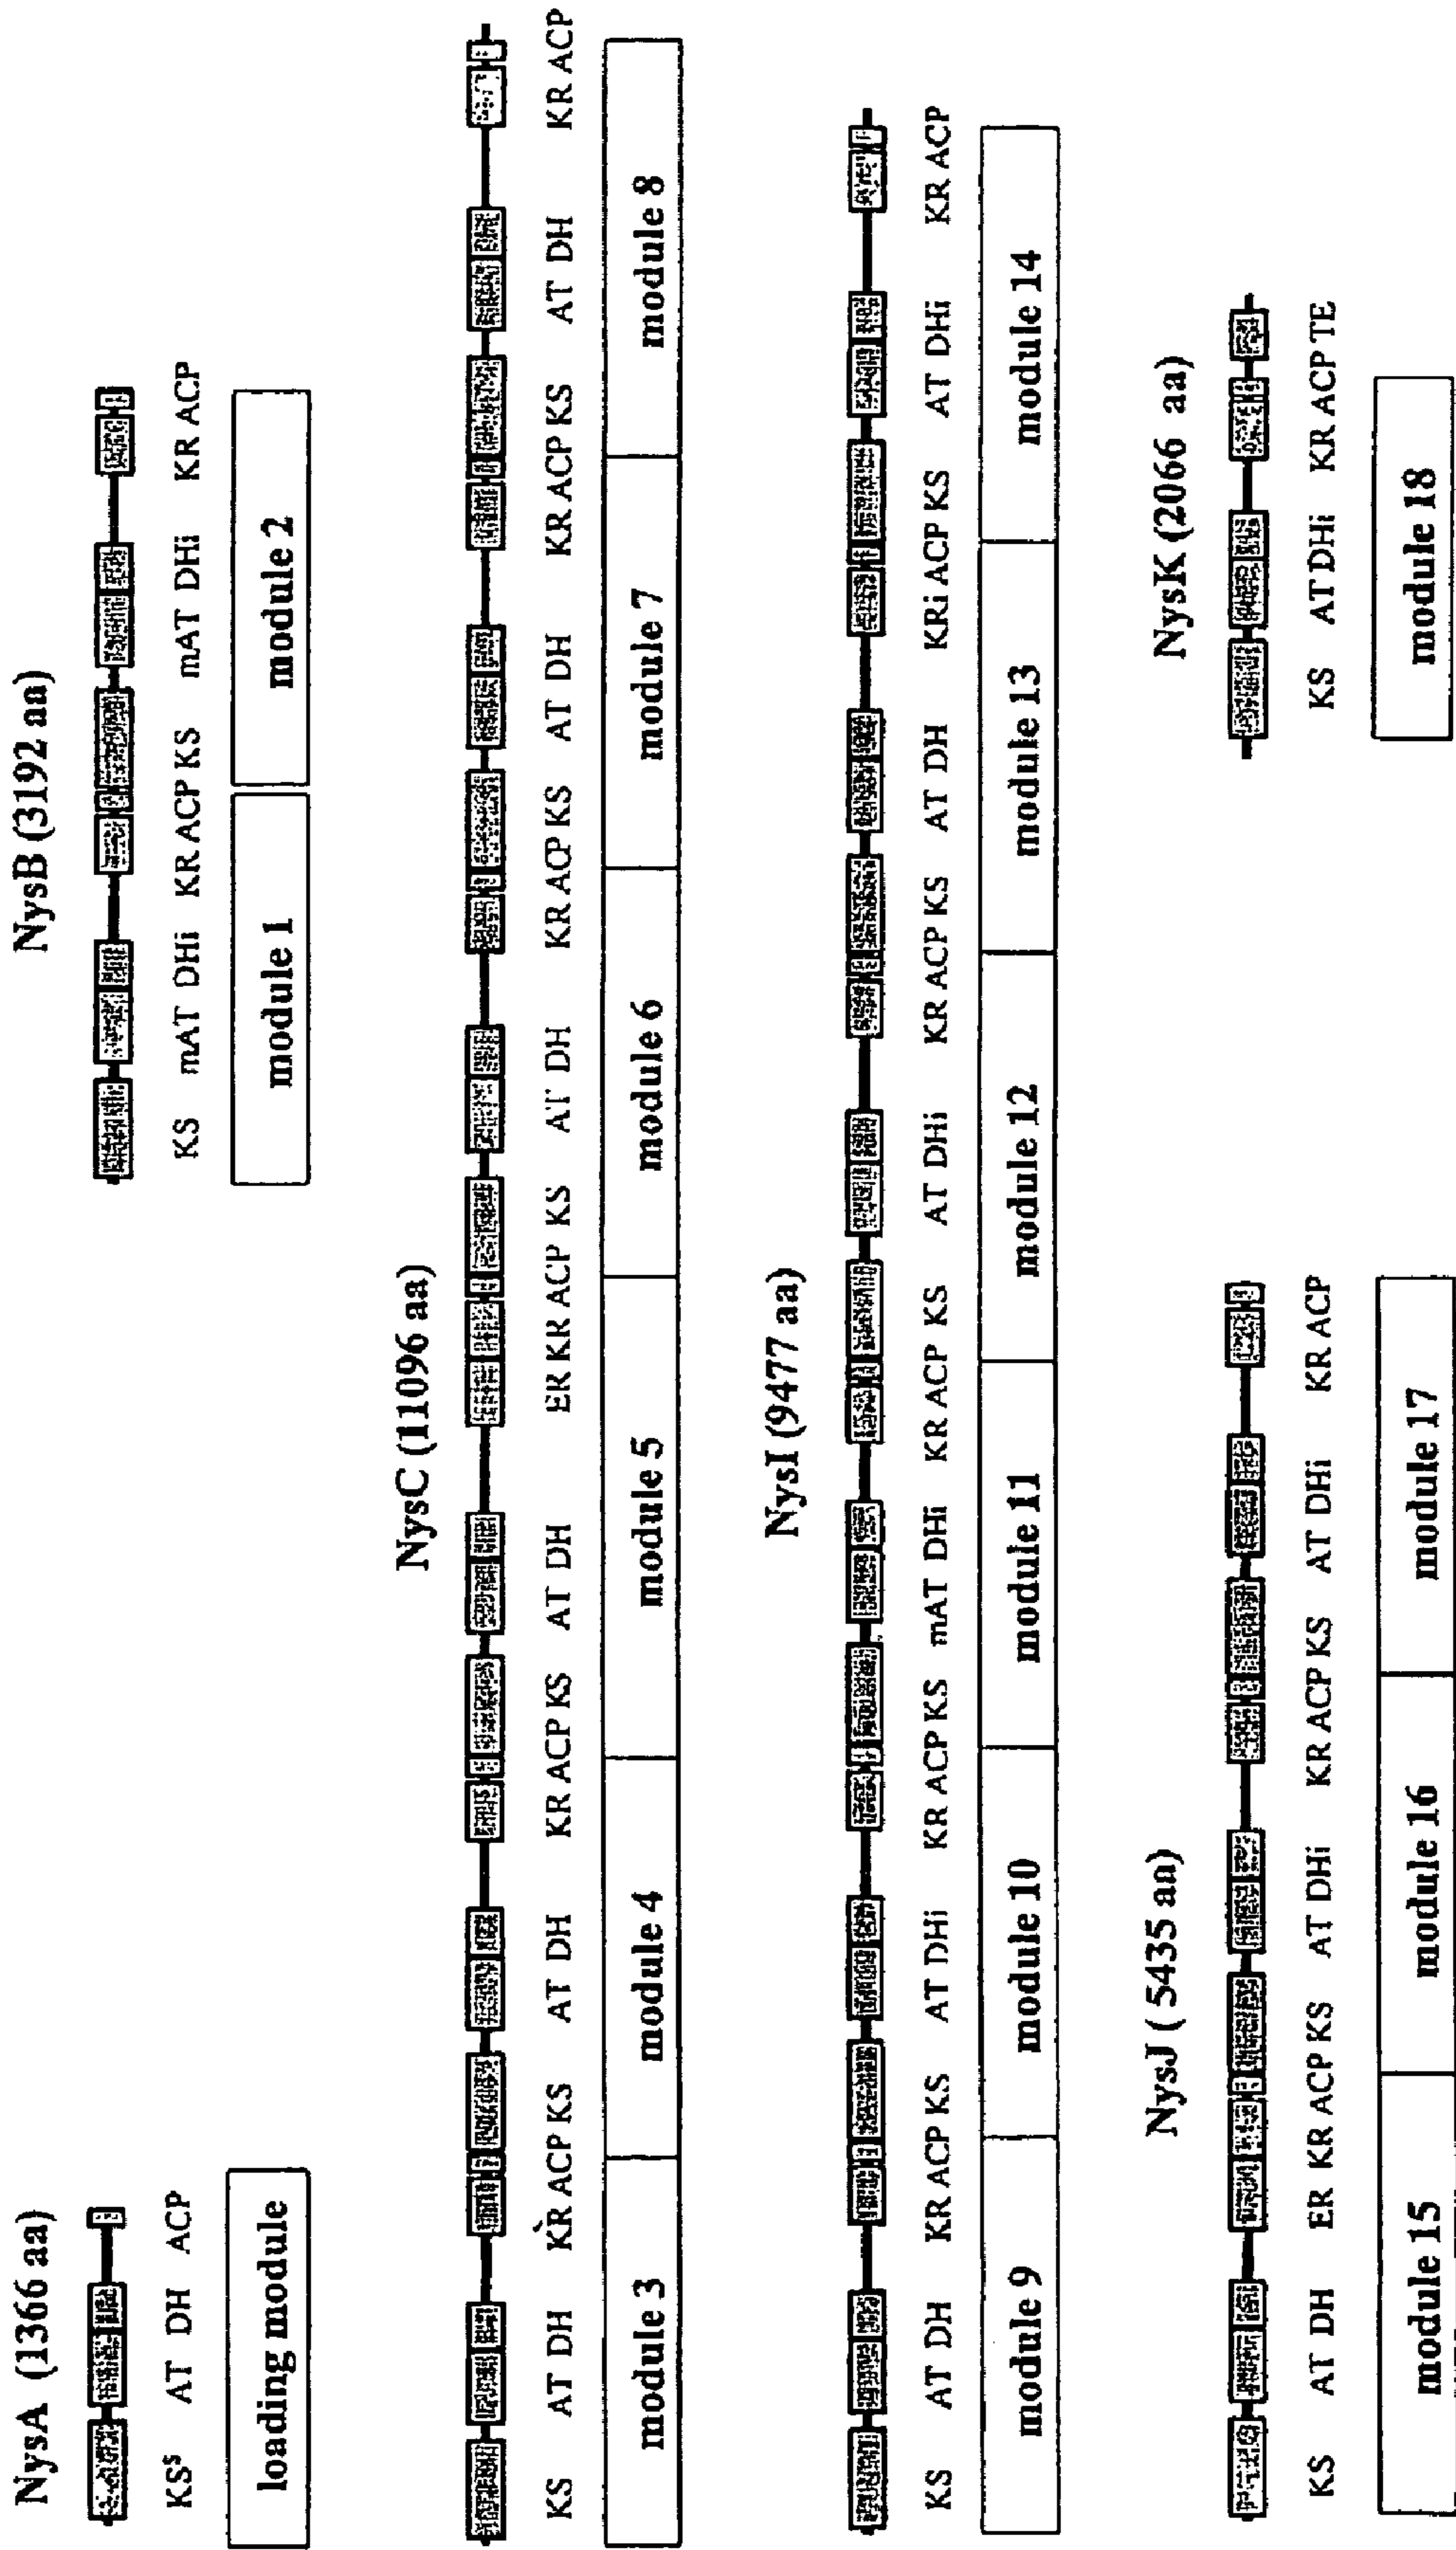 NysA (1366 aa)
KSˢ AT DH ACP
loading module
NysB (3192 aa)
KS mAT DHi KR ACP KS mAT DHi KR ACP
module 1 module 2
NysC (11096 aa)
KS AT DH KR ACP KS AT DH KR ACP KS AT DH ER KR ACP KS AT DH KR ACP KS AT DH KR ACP KS AT DH KR ACP
module 3 module 4 module 5 module 6 module 7 module 8
NysI (9477 aa)
KS AT DH KR ACP KS AT DHi KR ACP KS mAT DHi KR ACP KS AT DHi KR ACP KS AT DH KRi ACP KS AT DHi KR ACP
module 9 module 10 module 11 module 12 module 13 module 14
NysJ ( 5435 aa)
KS AT DH ER KR ACP KS AT DHi KR ACP KS AT DHi KR ACP
module 15 module 16 module 17
NysK (2066 aa)
KS AT DHi KR ACP TE
module 18